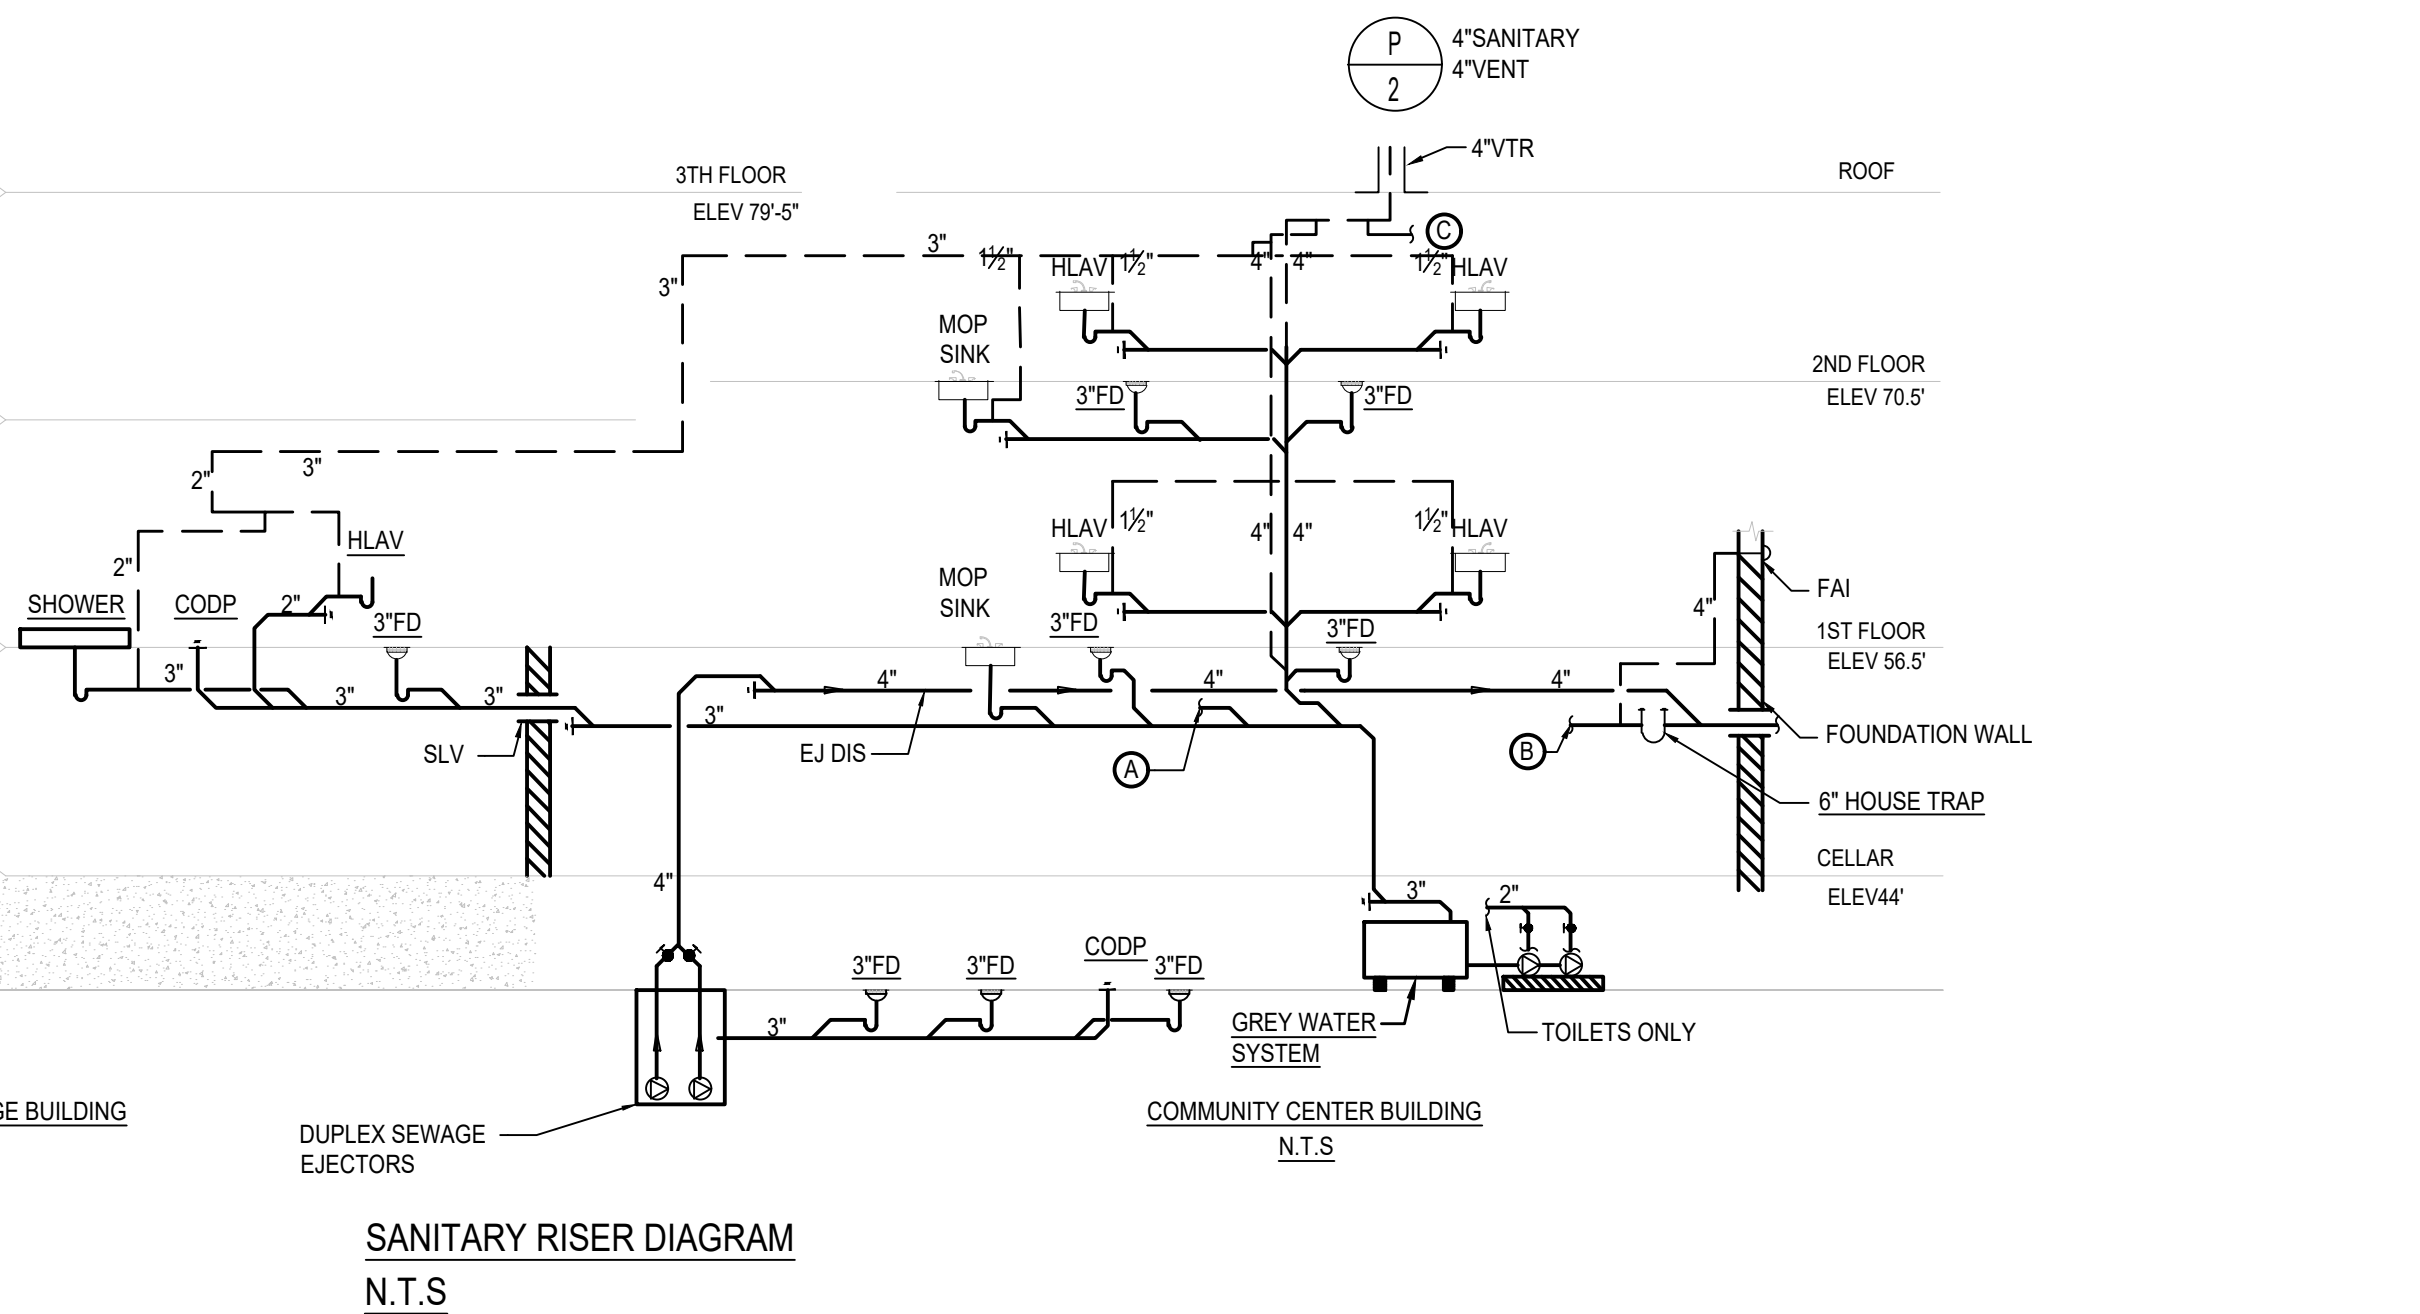 P
2
4"SANITARY
4"VENT
4"VTR
3TH FLOOR
ELEV 79'-5"
ROOF
C
3"
3"
1½"
HLAV
1½"
4"
4"
1½"
HLAV
MOP
SINK
3"FD
3"FD
2ND FLOOR
ELEV 70.5'
3"
2"
HLAV
1½"
4"
4"
1½"
HLAV
2"
HLAV
MOP
SINK
SHOWER
CODP
2"
3"FD
3"FD
3"FD
4"
FAI
1ST FLOOR
ELEV 56.5'
3"
3"
3"
4"
4"
4"
3"
SLV
EJ DIS
A
B
FOUNDATION WALL
6" HOUSE TRAP
CELLAR
ELEV44'
4"
3"
2"
3"FD
3"FD
CODP
3"FD
3"
GREY WATER
SYSTEM
TOILETS ONLY
GE BUILDING
COMMUNITY CENTER BUILDING
N.T.S
DUPLEX SEWAGE
EJECTORS
SANITARY RISER DIAGRAM
N.T.S